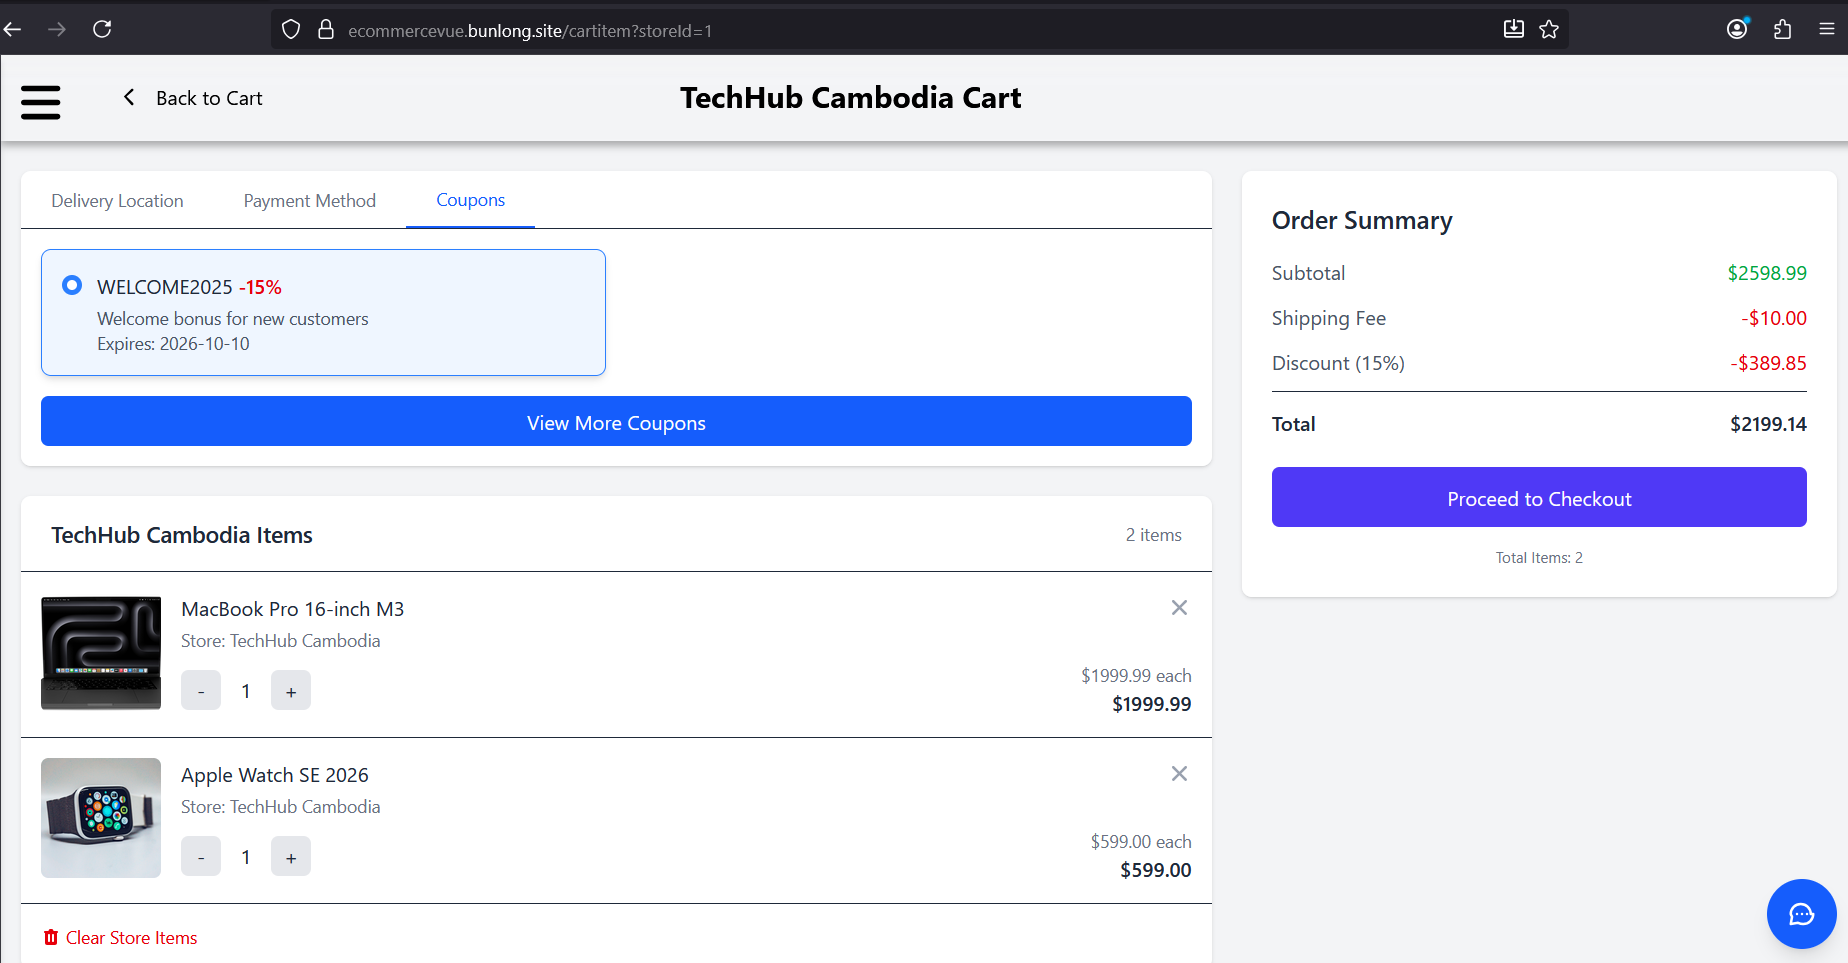 ecommercevue.bunlong.site/cartitem?storeId=1
Back to Cart
TechHub Cambodia Cart
Delivery Location
Payment Method
Coupons
WELCOME2025 -15%
Welcome bonus for new customers
Expires: 2026-10-10
View More Coupons
TechHub Cambodia Items
2 items
MacBook Pro 16-inch M3
Store: TechHub Cambodia
- 1 +
$1999.99 each
$1999.99
Apple Watch SE 2026
Store: TechHub Cambodia
- 1 +
$599.00 each
$599.00
Clear Store Items
Order Summary
Subtotal $2598.99
Shipping Fee -$10.00
Discount (15%) -$389.85
Total $2199.14
Proceed to Checkout
Total Items: 2